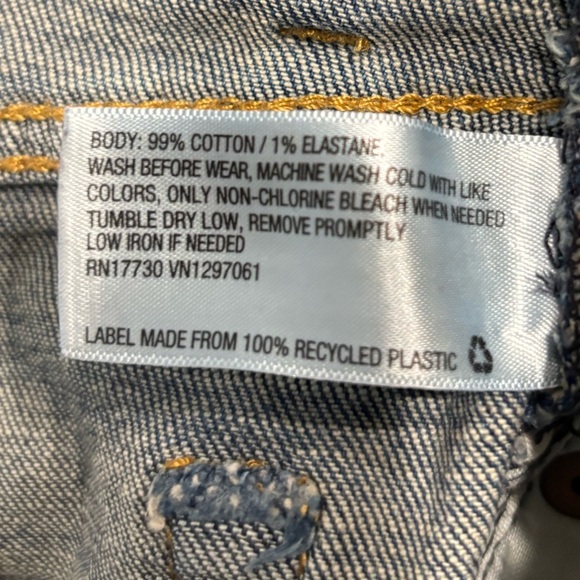 BODY: 99% COTTON / 1% ELASTANE.
WASH BEFORE WEAR, MACHINE WASH COLD WITH LIKE
COLORS, ONLY NON-CHLORINE BLEACH WHEN NEEDED
TUMBLE DRY LOW, REMOVE PROMPTLY
LOW IRON IF NEEDED
RN17730 VN1297061
LABEL MADE FROM 100% RECYCLED PLASTIC